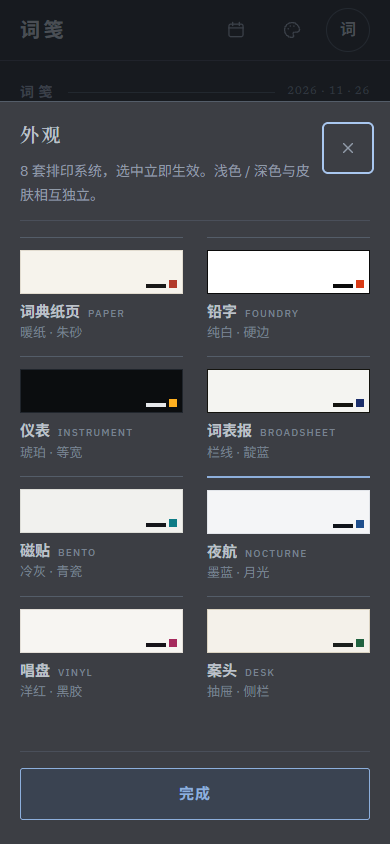 词笺
词
词笺
2026 · 11 · 26
外观
8 套排印系统，选中立即生效。浅色 / 深色与皮
肤相互独立。
词典纸页 PAPER
暖纸 · 朱砂
铅字 FOUNDRY
纯白 · 硬边
仪表 INSTRUMENT
琥珀 · 等宽
词表报 BROADSHEET
栏线 · 靛蓝
磁贴 BENTO
冷灰 · 青瓷
夜航 NOCTURNE
墨蓝 · 月光
唱盘 VINYL
洋红 · 黑胶
案头 DESK
抽屉 · 侧栏
完成